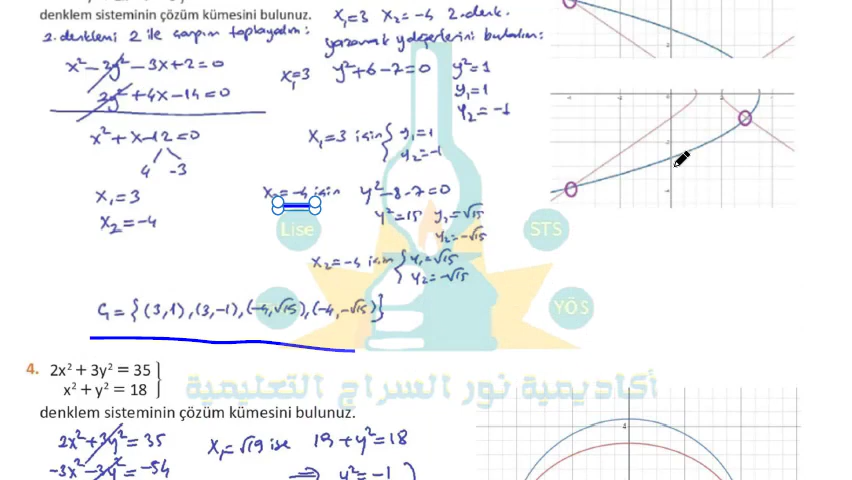 denklem sisteminin çözüm kümesini bulunuz.
2. denklemi 2 ile çarpıp toplayalım:
x² - 2y² - 3x + 2 = 0
2y² + 4x - 14 = 0
x² + x - 12 = 0
4 -3
x₁ = 3
x₂ = -4
x₁ = 3 x₂ = -4 2. denk.
yazarak y değerlerini bulalım:
x₁ = 3 y² + 6 - 7 = 0 y² = 1
y₁ = 1
y₂ = -1
x₁ = 3 için { y₁ = 1
y₂ = -1
x₂ = -4 için y² - 8 - 7 = 0
y² = 15 y₁ = √15
y₂ = -√15
x₂ = -4 için { y₁ = √15
y₂ = -√15
Ç = {(3,1), (3,-1), (-4,√15), (-4,-√15)}
Lise
STS
YÖS
أكاديمية نور السراج التعليمية
4. 2x² + 3y² = 35
x² + y² = 18 }
denklem sisteminin çözüm kümesini bulunuz.
2x² + 3y² = 35
-3x² - 3y² = -54
x₁ = √19 ise 19 + y² = 18
⇒ y² = -1 }
4